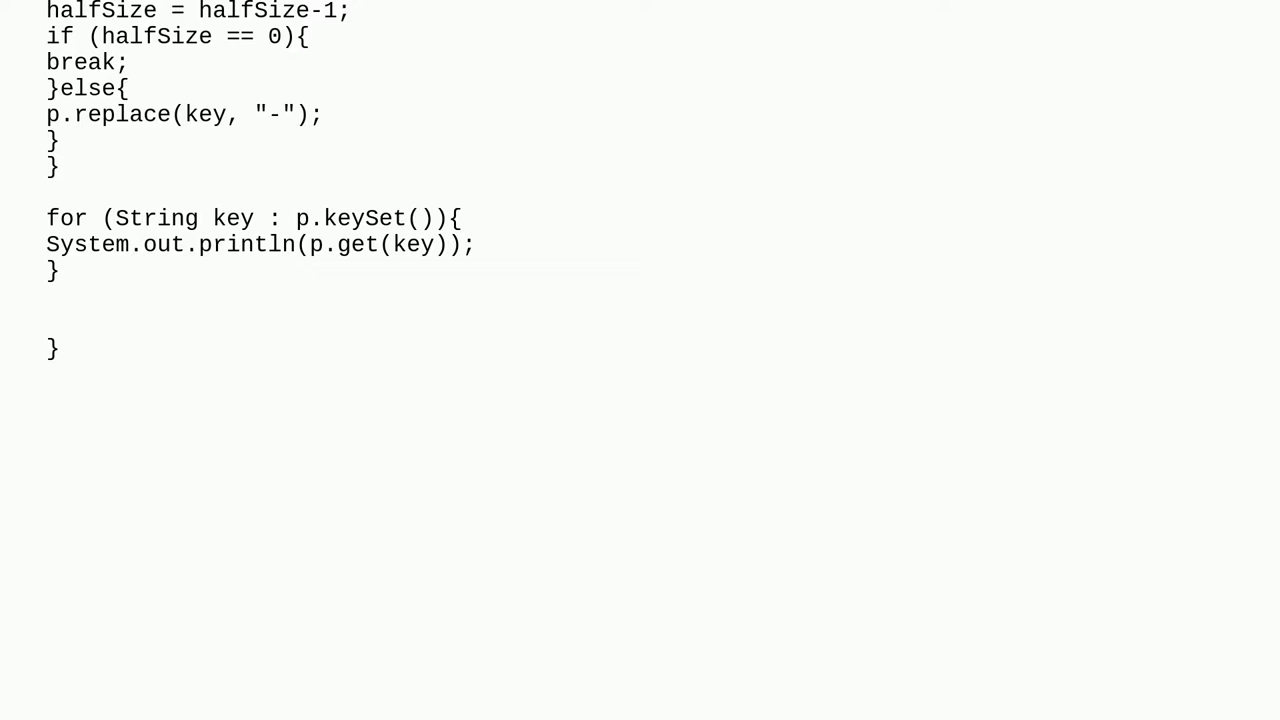 halfSize = halfSize-1;
if (halfSize == 0){
break;
}else{
p.replace(key, "-");
}
}
for (String key : p.keySet()){
System.out.println(p.get(key));
}
}